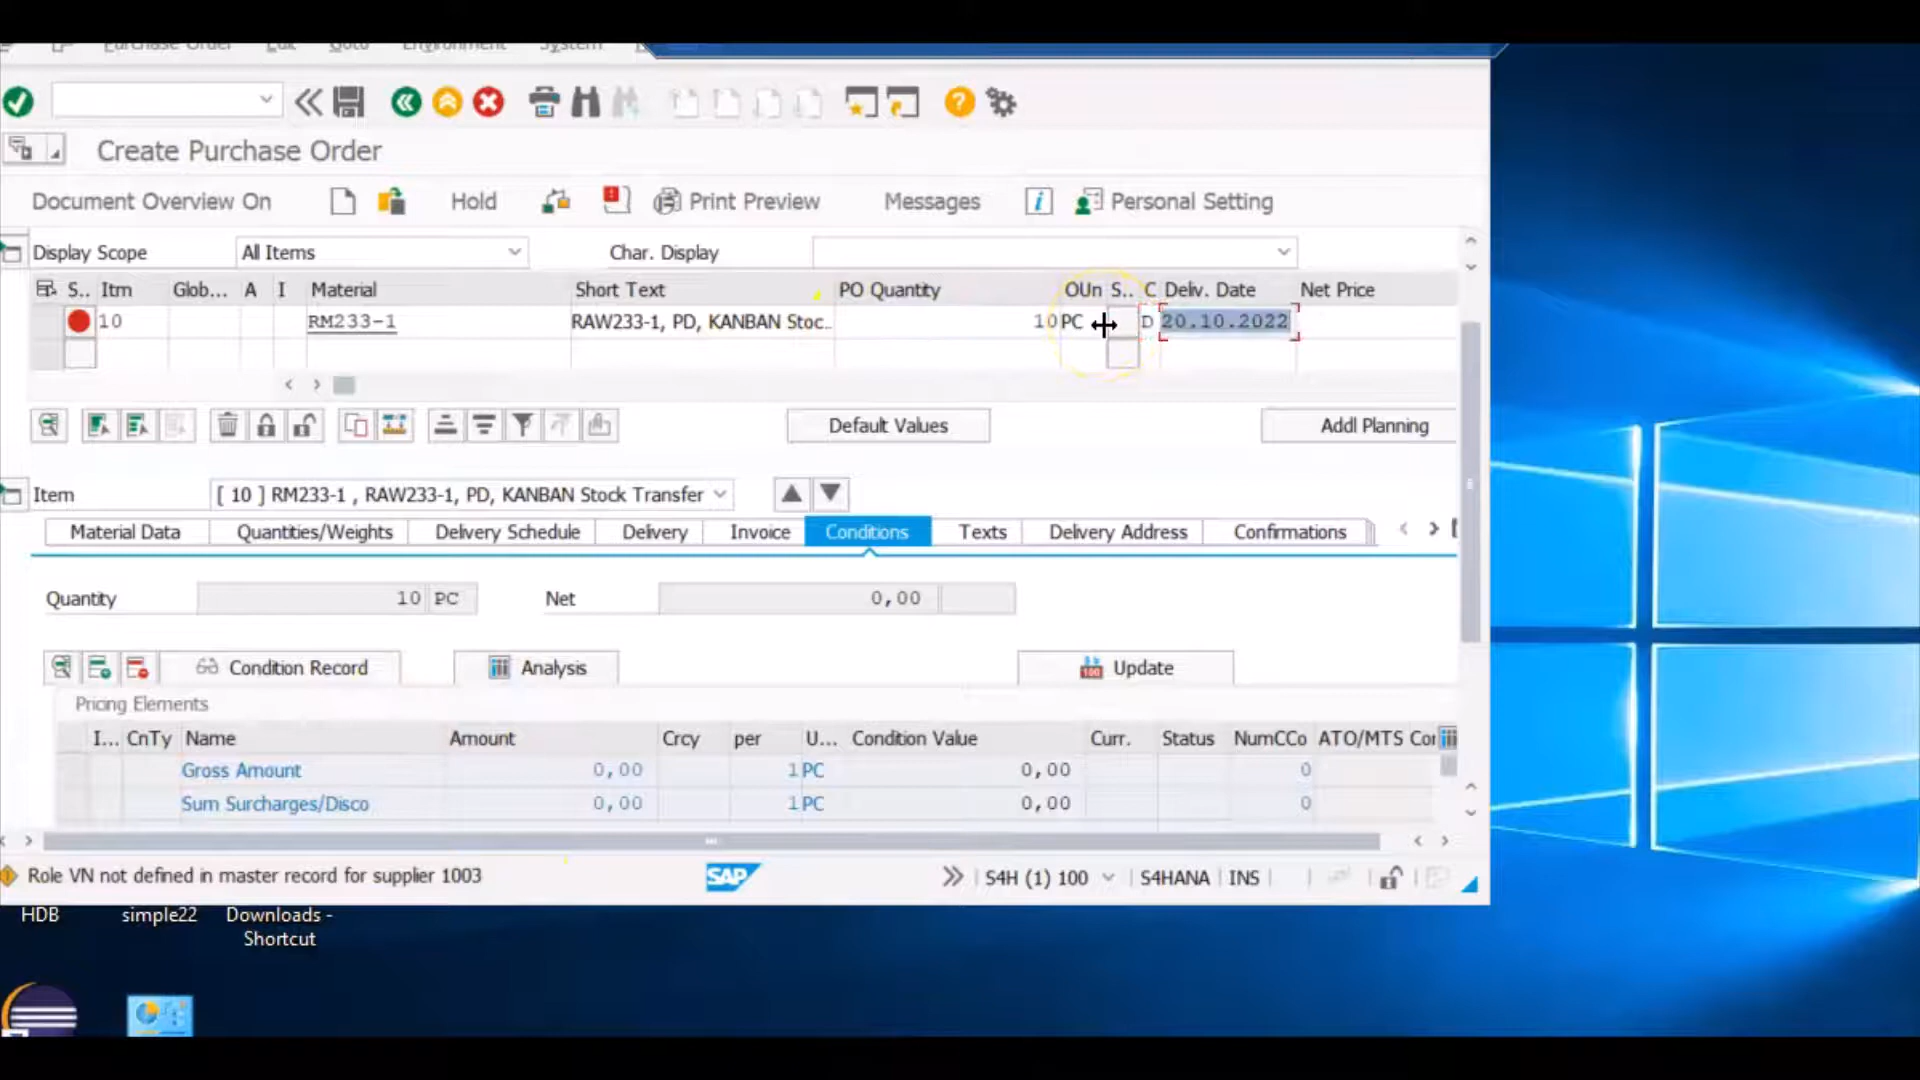 Purchase Order Edit Goto Environment System
Create Purchase Order
Document Overview On Hold Print Preview Messages Personal Setting
Display Scope All Items Char. Display
S.. Itm Glob... A I Material Short Text PO Quantity OUn S.. C Deliv. Date Net Price
10 RM233-1 RAW233-1, PD, KANBAN Stoc.. 10 PC D 20.10.2022
Default Values Addl Planning
Item [ 10 ] RM233-1 , RAW233-1, PD, KANBAN Stock Transfer
Material Data Quantities/Weights Delivery Schedule Delivery Invoice Conditions Texts Delivery Address Confirmations
Quantity 10 PC Net 0,00
Condition Record Analysis Update
Pricing Elements
I... CnTy Name Amount Crcy per U... Condition Value Curr. Status NumCCo ATO/MTS Co
Gross Amount 0,00 1 PC 0,00 0
Sum Surcharges/Disco 0,00 1 PC 0,00 0
Role VN not defined in master record for supplier 1003 SAP S4H (1) 100 S4HANA INS
HDB simple22 Downloads -
Shortcut